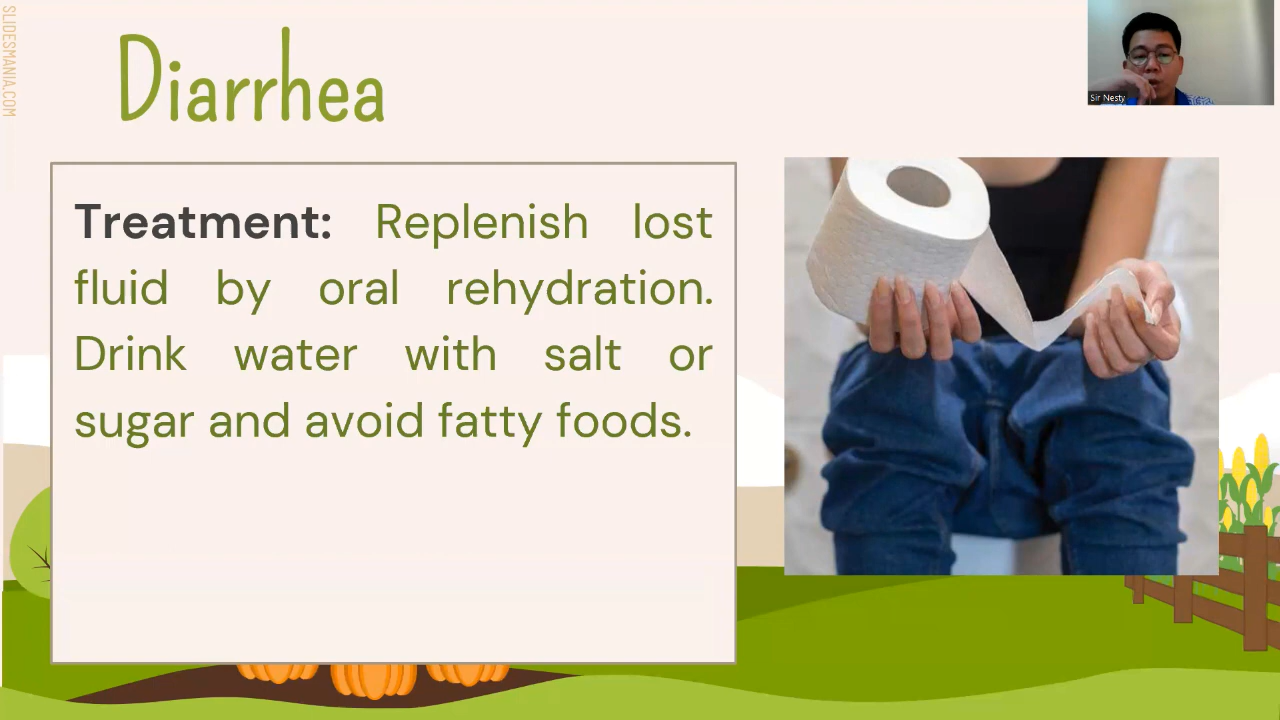 SLIDESMANIA.COM
Diarrhea
Sir Nesty
Treatment: Replenish lost
fluid by oral rehydration.
Drink water with salt or
sugar and avoid fatty foods.